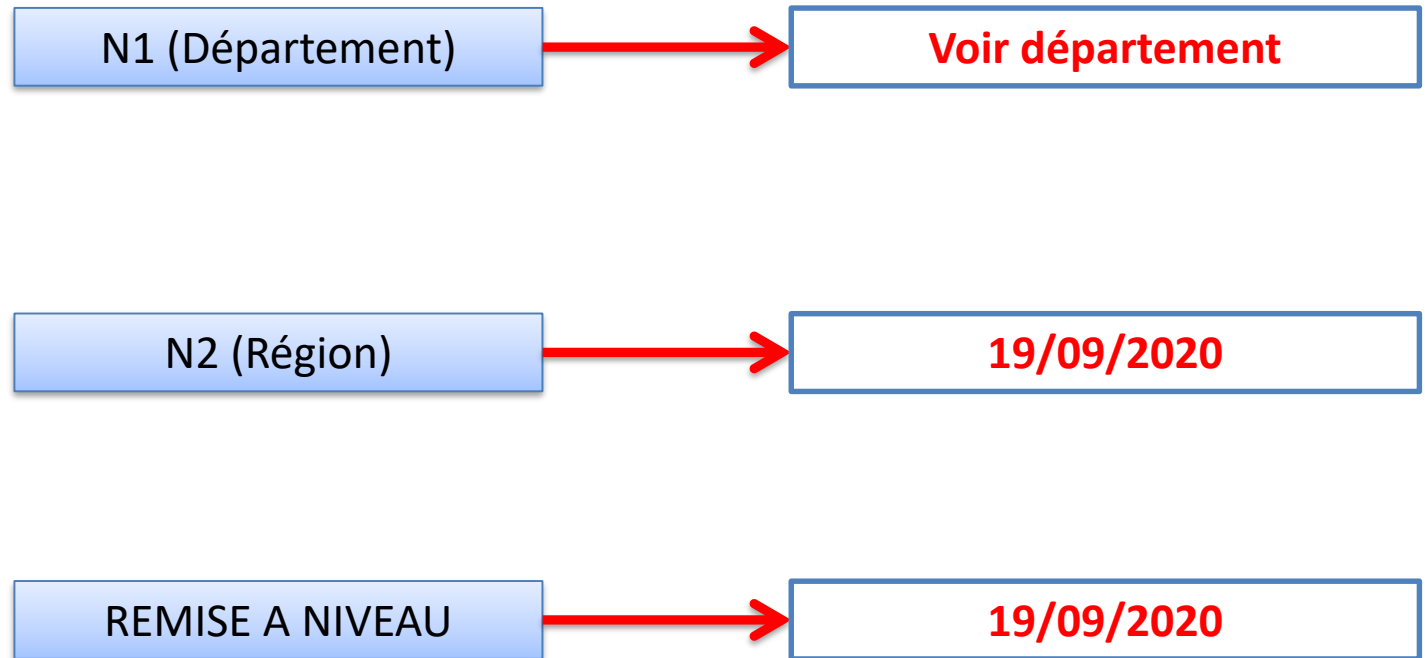 N1 (Département)
Voir département
N2 (Région)
19/09/2020
REMISE A NIVEAU
19/09/2020